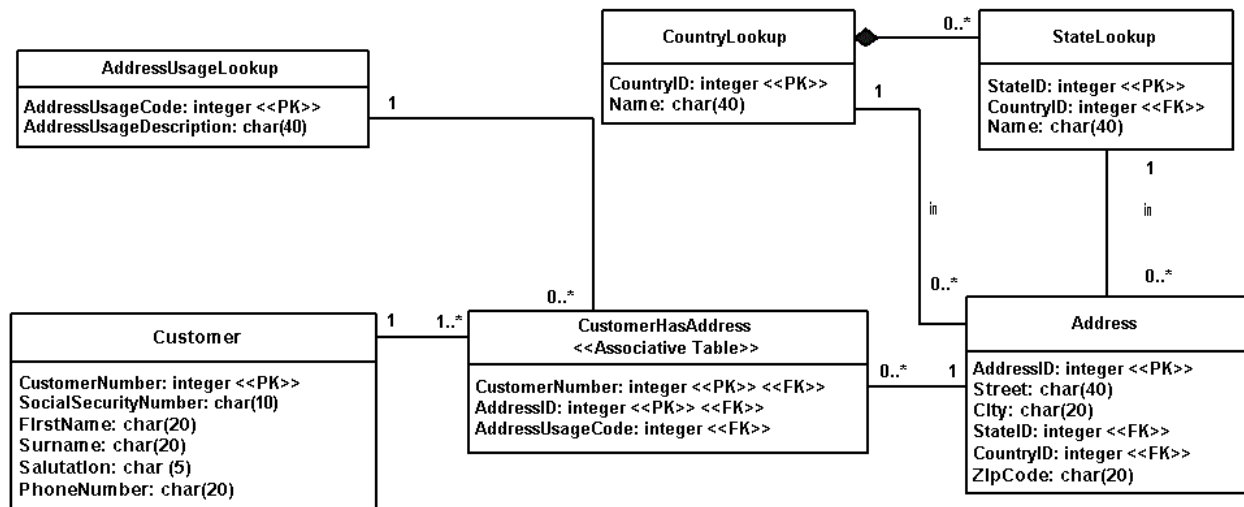 AddressUsageLookup
AddressUsageCode: integer <<PK>>
AddressUsageDescription: char(40)
1
0..*
CountryLookup
CountryID: integer <<PK>>
Name: char(40)
0..*
1
StateLookup
StateID: integer <<PK>>
CountryID: integer <<FK>>
Name: char(40)
1
in
in
0..*
0..*
Customer
CustomerNumber: integer <<PK>>
SocialSecurityNumber: char(10)
FirstName: char(20)
Surname: char(20)
Salutation: char (5)
PhoneNumber: char(20)
1
1..*
CustomerHasAddress
<<Associative Table>>
CustomerNumber: integer <<PK>> <<FK>>
AddressID: integer <<PK>> <<FK>>
AddressUsageCode: integer <<FK>>
0..*
1
Address
AddressID: integer <<PK>>
Street: char(40)
City: char(20)
StateID: integer <<FK>>
CountryID: integer <<FK>>
ZipCode: char(20)